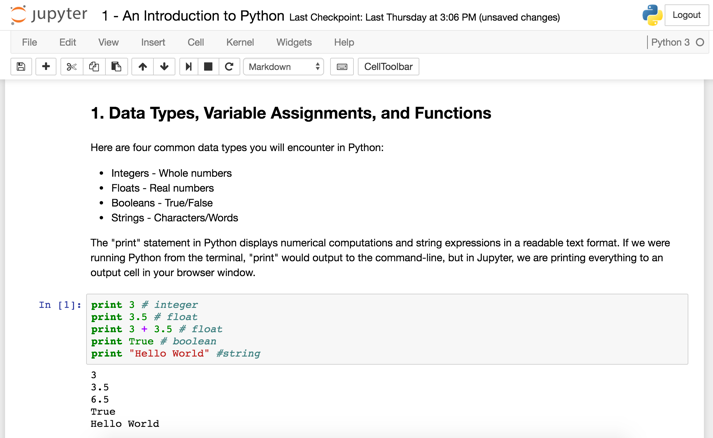 jupyter 1 - An Introduction to Python Last Checkpoint: Last Thursday at 3:06 PM (unsaved changes) Logout
File Edit View Insert Cell Kernel Widgets Help Python 3
Markdown CellToolbar
1. Data Types, Variable Assignments, and Functions
Here are four common data types you will encounter in Python:
• Integers - Whole numbers
• Floats - Real numbers
• Booleans - True/False
• Strings - Characters/Words
The "print" statement in Python displays numerical computations and string expressions in a readable text format. If we were
running Python from the terminal, "print" would output to the command-line, but in Jupyter, we are printing everything to an
output cell in your browser window.
In [1]: print 3 # integer
print 3.5 # float
print 3 + 3.5 # float
print True # boolean
print "Hello World" #string
3
3.5
6.5
True
Hello World